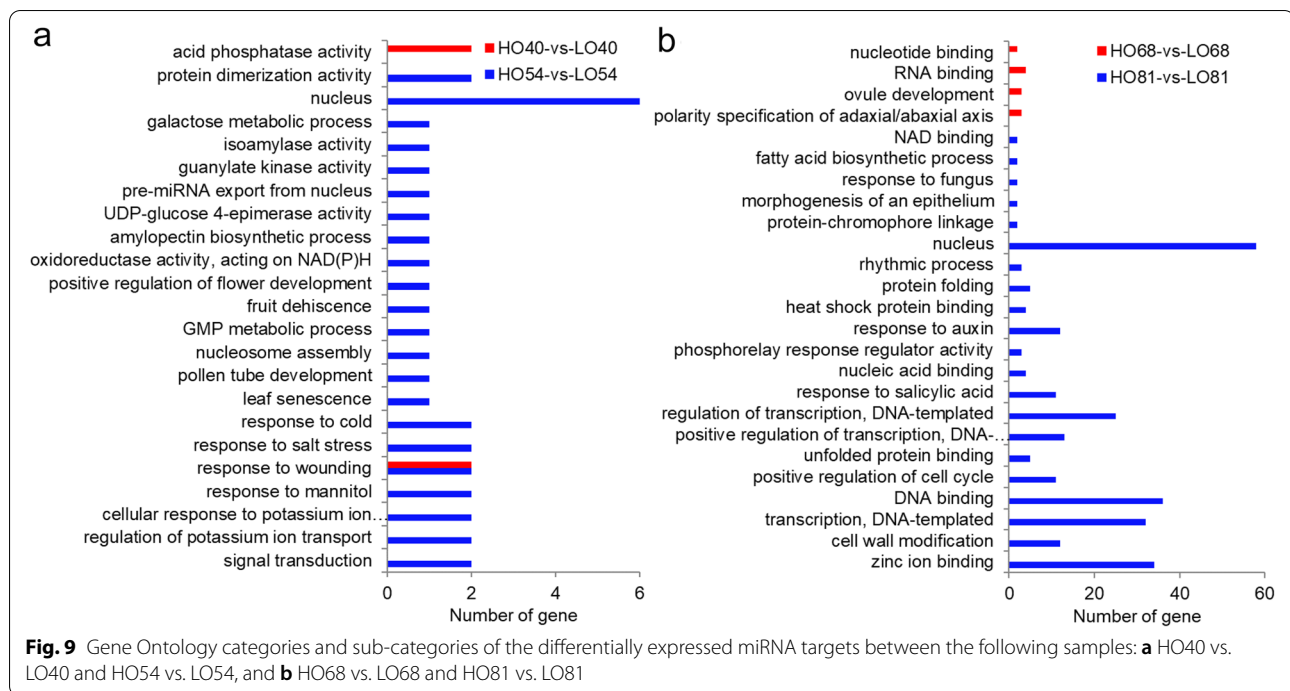 a
acid phosphatase activity
protein dimerization activity
nucleus
galactose metabolic process
isoamylase activity
guanylate kinase activity
pre-miRNA export from nucleus
UDP-glucose 4-epimerase activity
amylopectin biosynthetic process
oxidoreductase activity, acting on NAD(P)H
positive regulation of flower development
fruit dehiscence
GMP metabolic process
nucleosome assembly
pollen tube development
leaf senescence
response to cold
response to salt stress
response to wounding
response to mannitol
cellular response to potassium ion…
regulation of potassium ion transport
signal transduction
HO40-vs-LO40
HO54-vs-LO54
0 2 4 6
Number of gene
b
nucleotide binding
RNA binding
ovule development
polarity specification of adaxial/abaxial axis
NAD binding
fatty acid biosynthetic process
response to fungus
morphogenesis of an epithelium
protein-chromophore linkage
nucleus
rhythmic process
protein folding
heat shock protein binding
response to auxin
phosphorelay response regulator activity
nucleic acid binding
response to salicylic acid
regulation of transcription, DNA-templated
positive regulation of transcription, DNA-…
unfolded protein binding
positive regulation of cell cycle
DNA binding
transcription, DNA-templated
cell wall modification
zinc ion binding
HO68-vs-LO68
HO81-vs-LO81
0 20 40 60
Number of gene
Fig. 9 Gene Ontology categories and sub-categories of the differentially expressed miRNA targets between the following samples: a HO40 vs.
LO40 and HO54 vs. LO54, and b HO68 vs. LO68 and HO81 vs. LO81